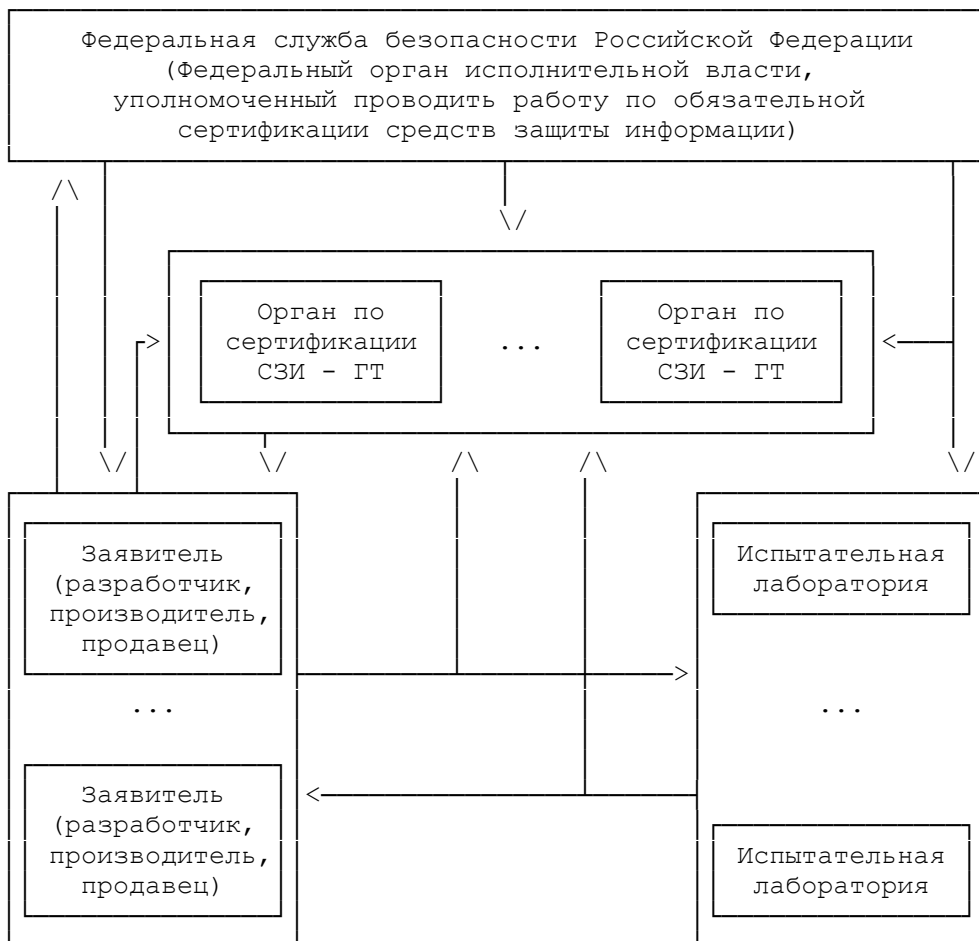 Федеральная служба безопасности Российской Федерации
(Федеральный орган исполнительной власти,
уполномоченный проводить работу по обязательной
сертификации средств защиты информации)
Орган по
сертификации
СЗИ - ГТ
...
Орган по
сертификации
СЗИ - ГТ
Заявитель
(разработчик,
производитель,
продавец)
...
Заявитель
(разработчик,
производитель,
продавец)
Испытательная
лаборатория
...
Испытательная
лаборатория